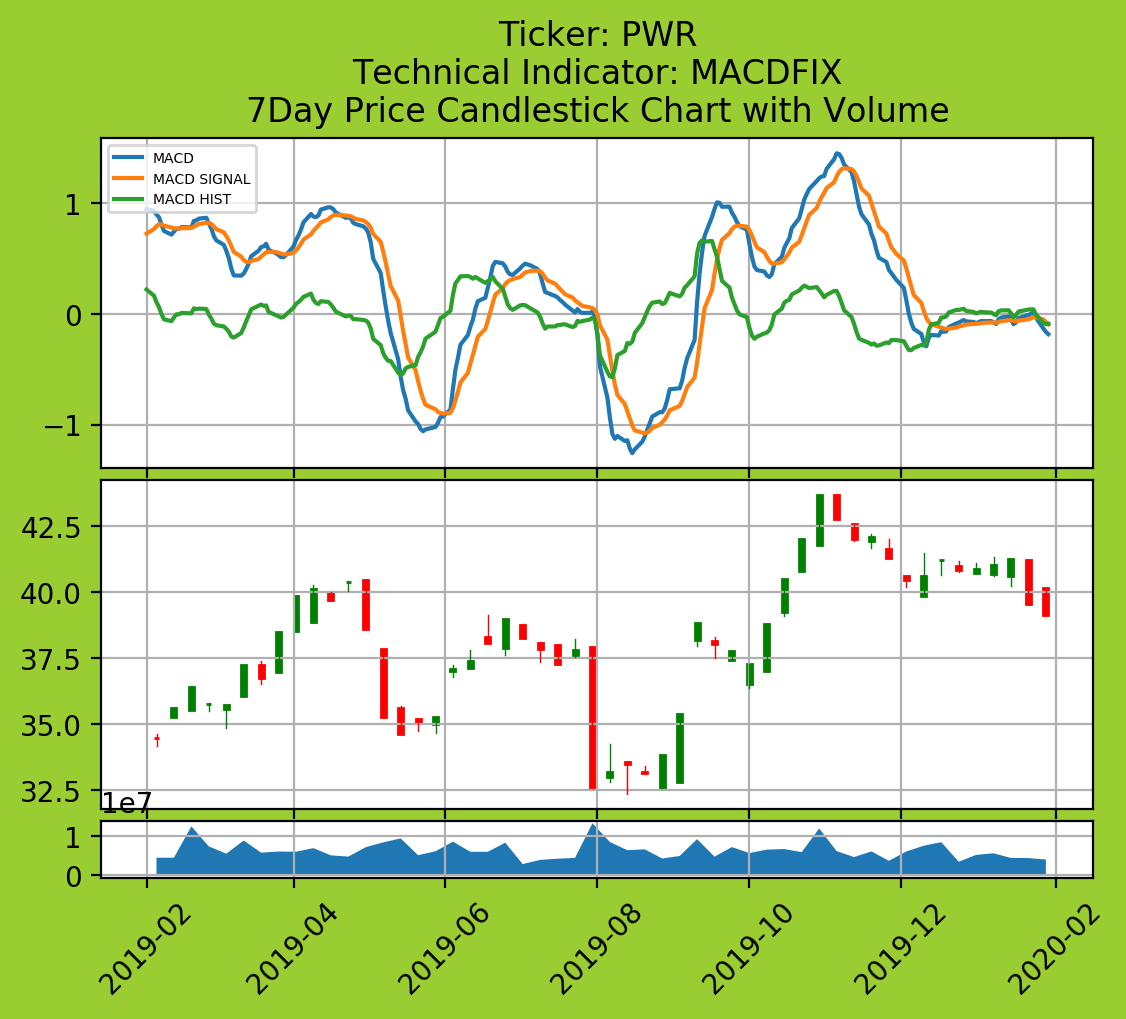 Ticker: PWR
Technical Indicator: MACDFIX
7Day Price Candlestick Chart with Volume
MACD
MACD SIGNAL
MACD HIST
1
0
−1
42.5
40.0
37.5
35.0
32.5
1e7
1
0
2019-02
2019-04
2019-06
2019-08
2019-10
2019-12
2020-02